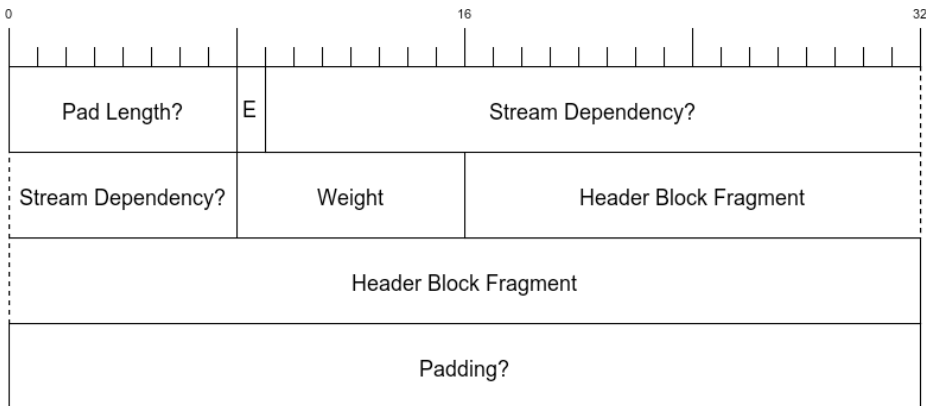 0 16 32
Pad Length? E Stream Dependency?
Stream Dependency? Weight Header Block Fragment
Header Block Fragment
Padding?